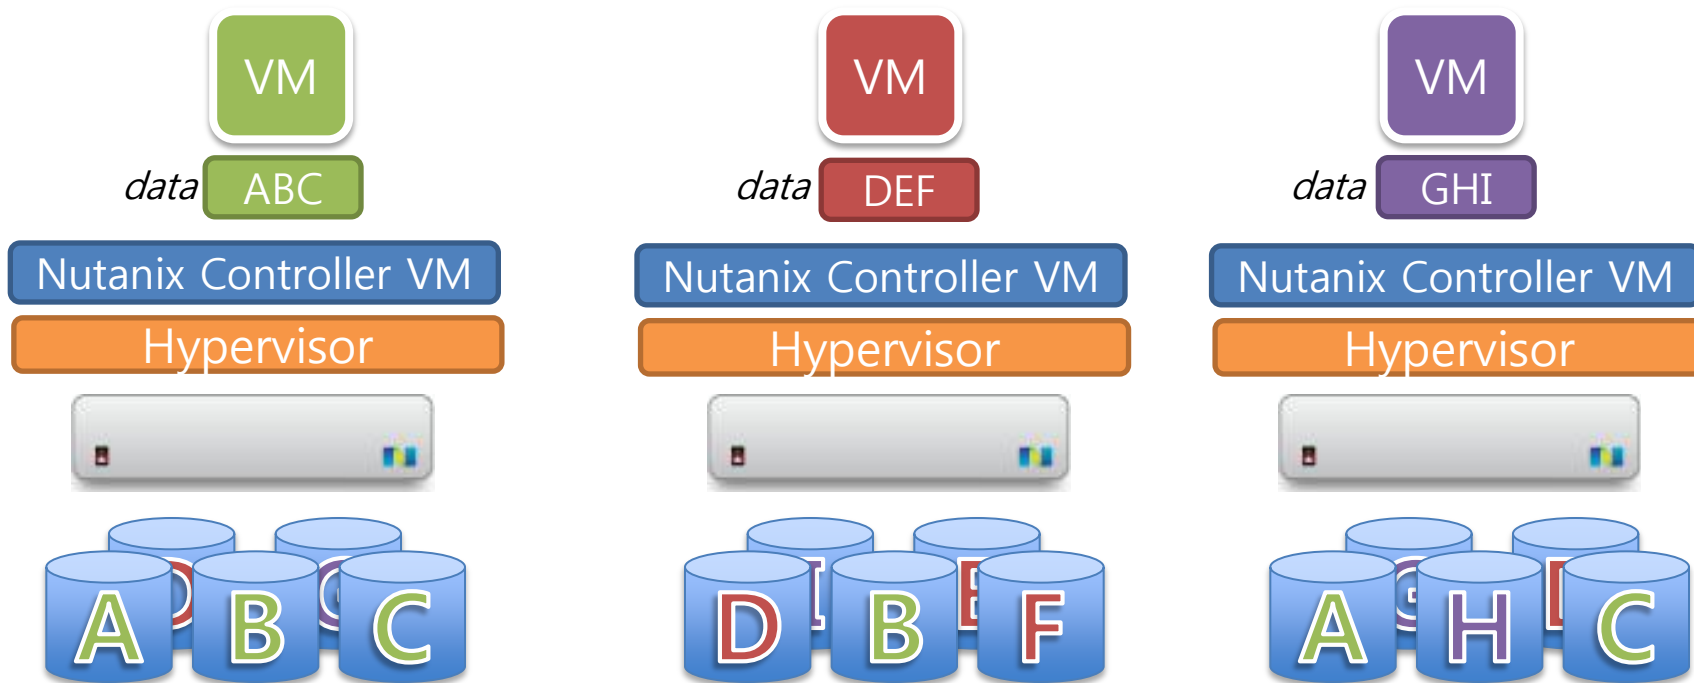 VM
data ABC
Nutanix Controller VM
Hypervisor
D G
A B C
VM
data DEF
Nutanix Controller VM
Hypervisor
I E
D B F
VM
data GHI
Nutanix Controller VM
Hypervisor
G
A H C